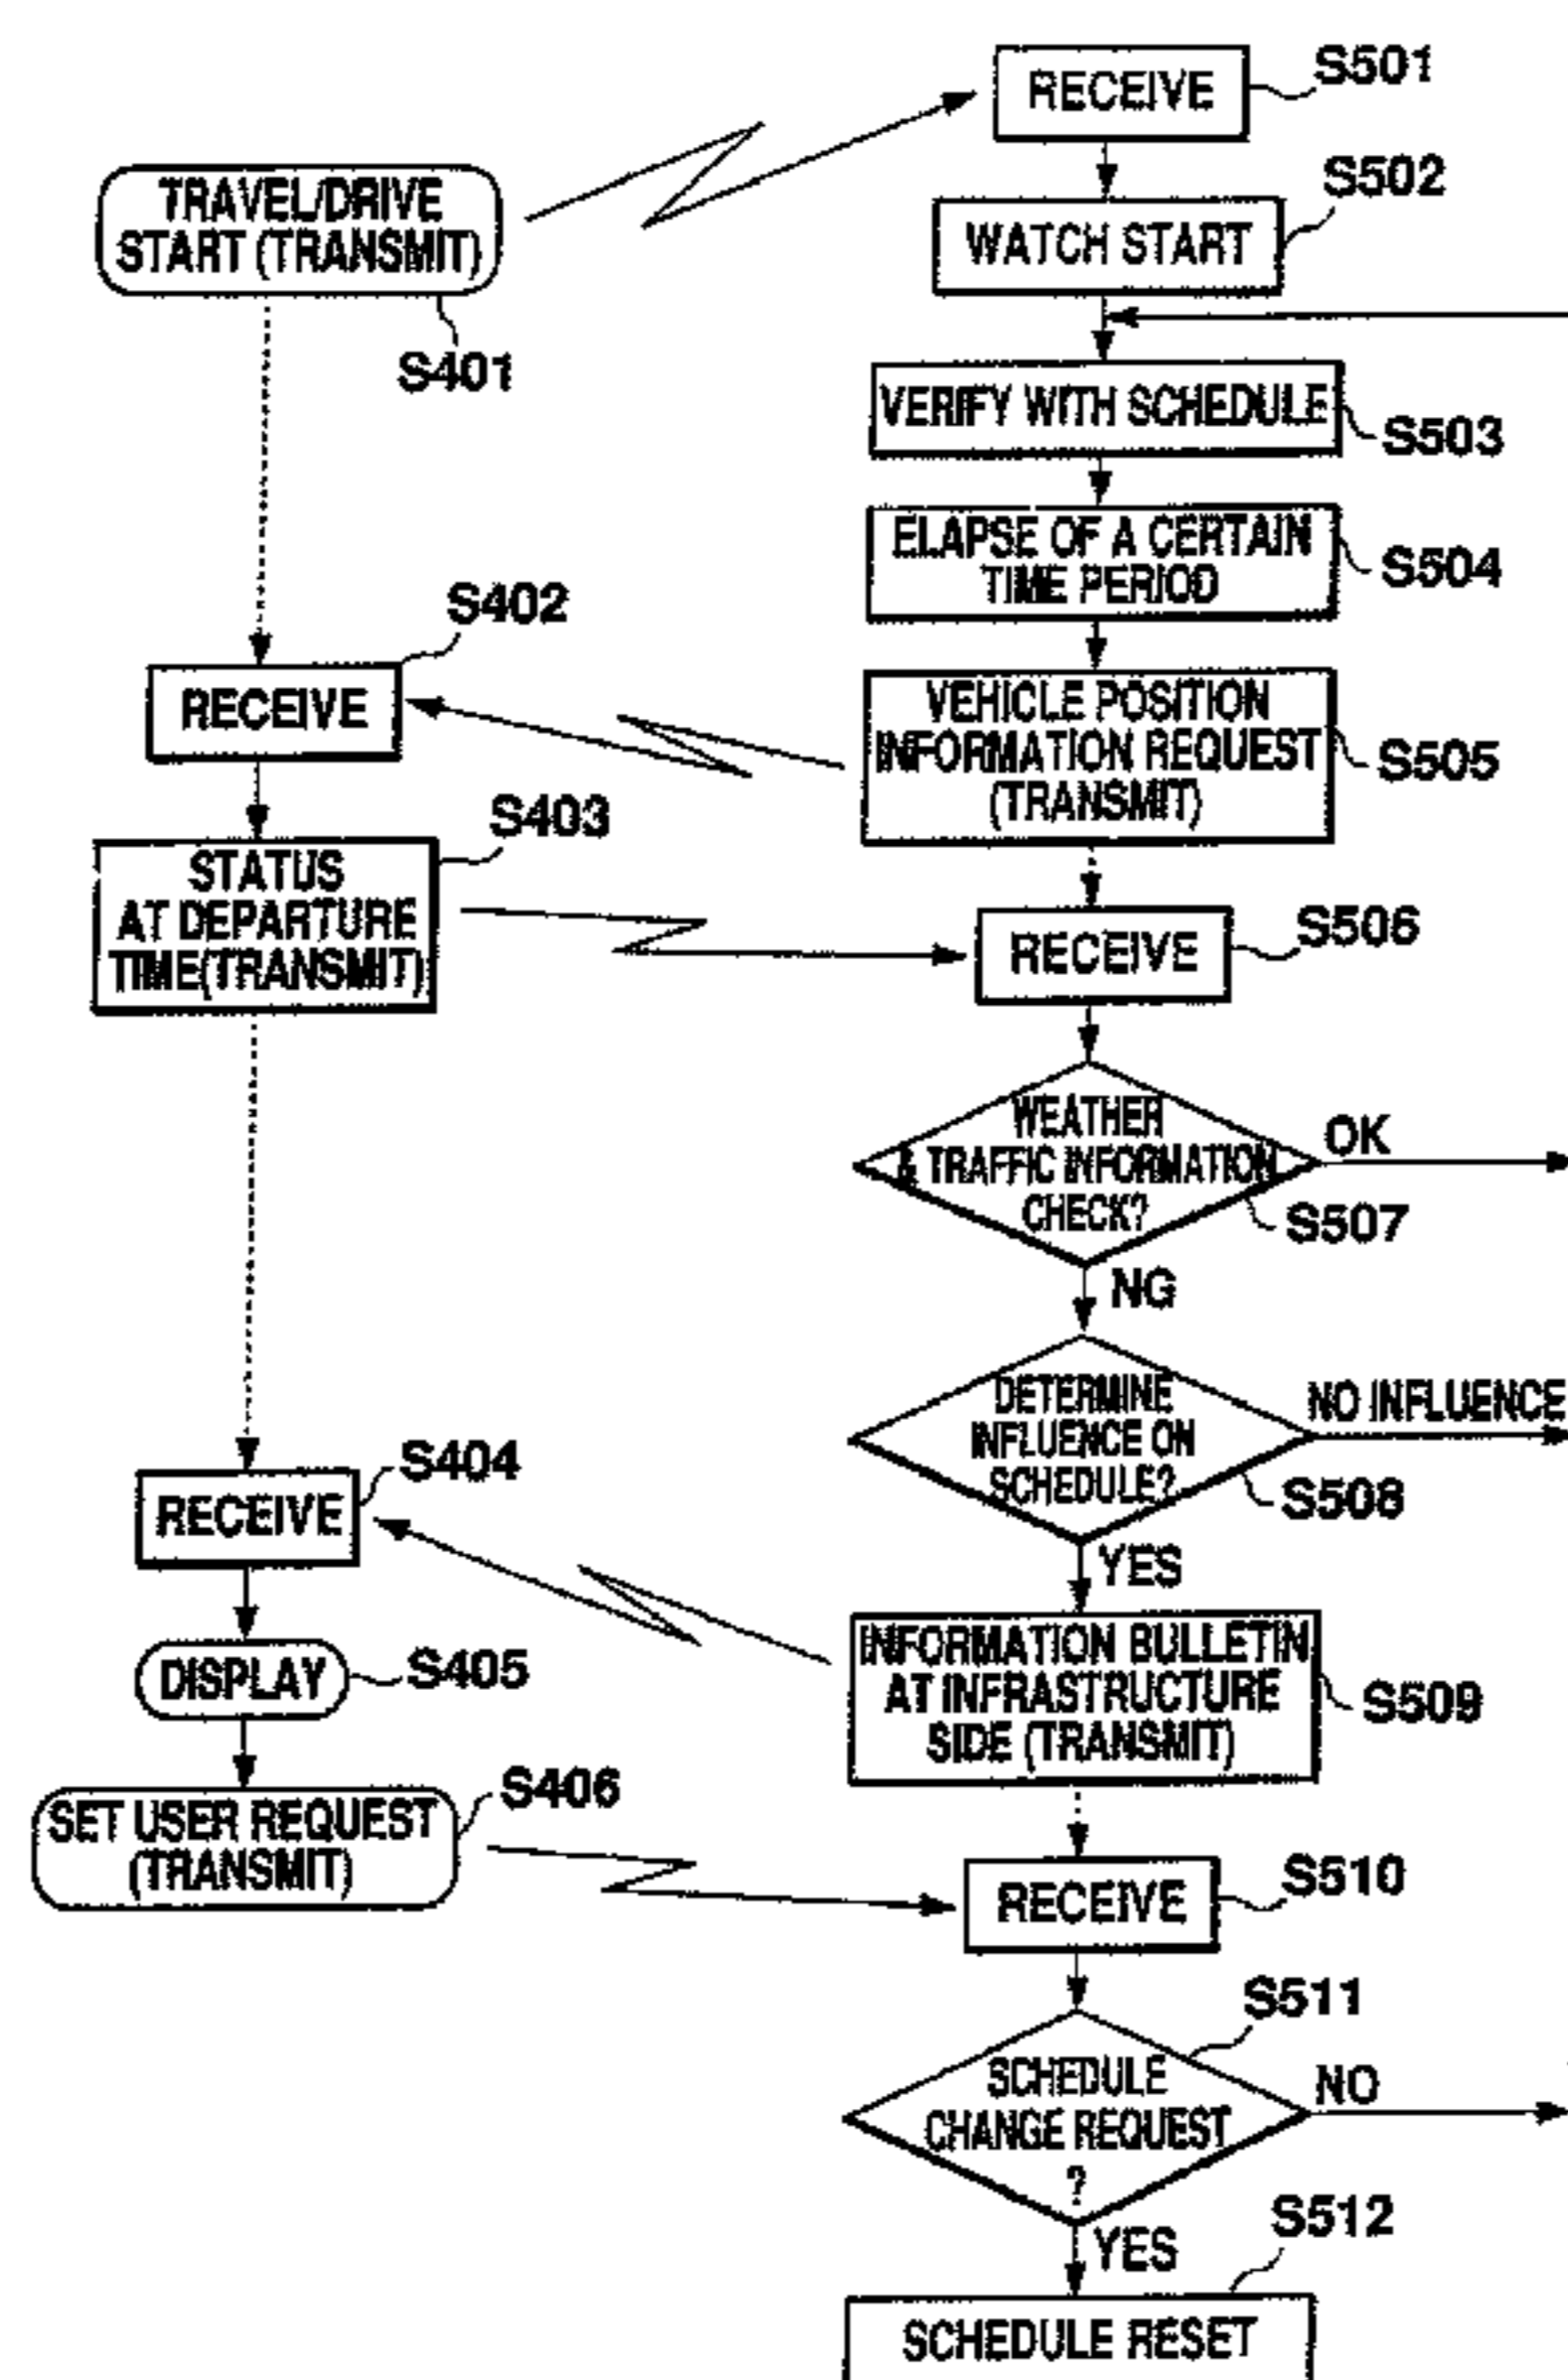 RECEIVE
S501
TRAVEL/DRIVE
START (TRANSMIT)
S401
WATCH START
S502
VERIFY WITH SCHEDULE
S503
ELAPSE OF A CERTAIN
TIME PERIOD
S504
S402
RECEIVE
VEHICLE POSITION
INFORMATION REQUEST
(TRANSMIT)
S505
S403
STATUS
AT DEPARTURE
TIME(TRANSMIT)
RECEIVE
S506
WEATHER
& TRAFFIC INFORMATION
CHECK?
OK
S507
NG
DETERMINE
INFLUENCE ON
SCHEDULE?
NO INFLUENCE
S508
YES
RECEIVE
S404
DISPLAY
S405
INFORMATION BULLETIN
AT INFRASTRUCTURE
SIDE (TRANSMIT)
S509
SET USER REQUEST
(TRANSMIT)
S406
RECEIVE
S510
S511
SCHEDULE
CHANGE REQUEST
?
NO
YES
S512
SCHEDULE RESET